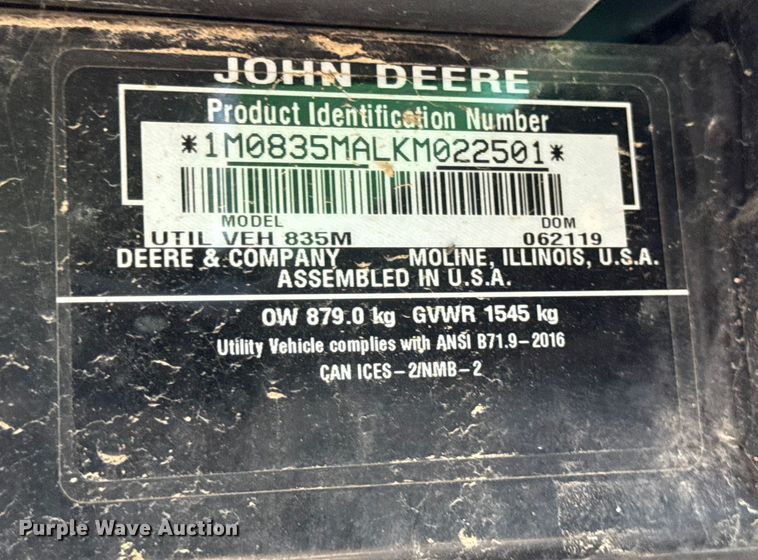 JOHN DEERE
Product Identification Number
*1M0835MALKM022501*
MODEL DOM
UTIL VEH 835M 062119
DEERE & COMPANY MOLINE, ILLINOIS, U.S.A.
ASSEMBLED IN U.S.A.
OW 879.0 kg GVWR 1545 kg
Utility Vehicle complies with ANSI B71.9-2016
CAN ICES-2/NMB-2
Purple Wave Auction